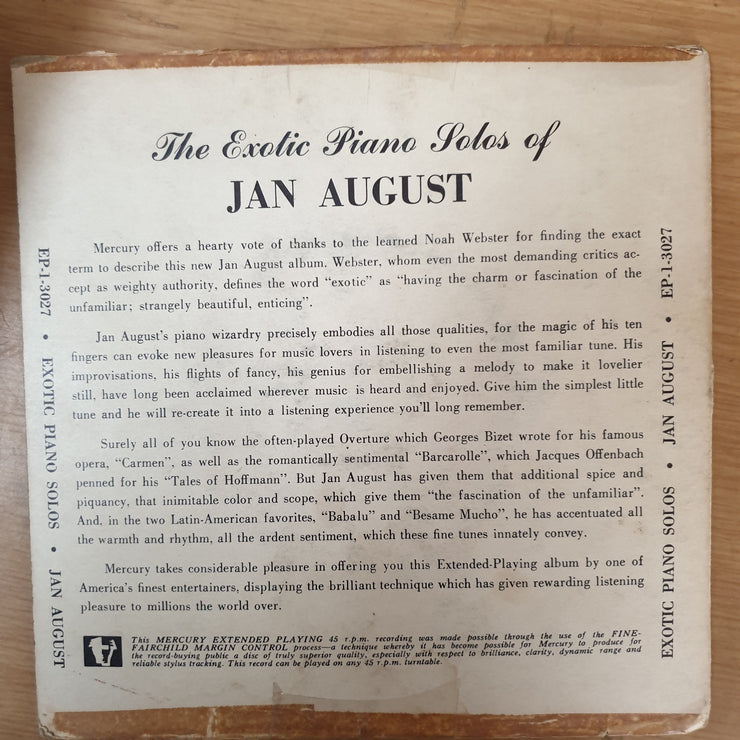 The Exotic Piano Solos of
JAN AUGUST
Mercury offers a hearty vote of thanks to the learned Noah Webster for finding the exact
term to describe this new Jan August album. Webster, whom even the most demanding critics ac-
cept as weighty authority, defines the word "exotic" as "having the charm or fascination of the
unfamiliar; strangely beautiful, enticing".
Jan August's piano wizardry precisely embodies all those qualities, for the magic of his ten
fingers can evoke new pleasures for music lovers in listening to even the most familiar tune. His
improvisations, his flights of fancy, his genius for embellishing a melody to make it lovelier
still, have long been acclaimed wherever music is heard and enjoyed. Give him the simplest little
tune and he will re-create it into a listening experience you'll long remember.
Surely all of you know the often-played Overture which Georges Bizet wrote for his famous
opera, "Carmen", as well as the romantically sentimental "Barcarolle", which Jacques Offenbach
penned for his "Tales of Hoffmann". But Jan August has given them that additional spice and
piquancy, that inimitable color and scope, which give them "the fascination of the unfamiliar".
And, in the two Latin-American favorites, "Babalu" and "Besame Mucho", he has accentuated all
the warmth and rhythm, all the ardent sentiment, which these fine tunes innately convey.
Mercury takes considerable pleasure in offering you this Extended-Playing album by one of
America's finest entertainers, displaying the brilliant technique which has given rewarding listening
pleasure to millions the world over.
This MERCURY EXTENDED PLAYING 45 r.p.m. recording was made possible through the use of the FINE-
FAIRCHILD MARGIN CONTROL process—a technique whereby it has become possible for Mercury to produce for
the record-buying public a disc of truly superior quality, especially with respect to brilliance, clarity, dynamic range and
reliable stylus tracking. This record can be played on any 45 r.p.m. turntable.
EP-1-3027 • EXOTIC PIANO SOLOS • JAN AUGUST
EXOTIC PIANO SOLOS • JAN AUGUST • EP-1-3027